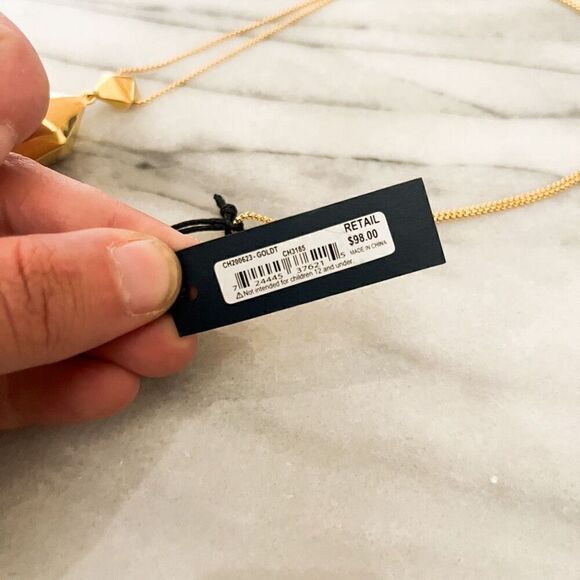 CH200623-GOLDT CH3185
RETAIL
$98.00
MADE IN CHINA
7 24445 37621 5
⚠Not intended for children 12 and under.